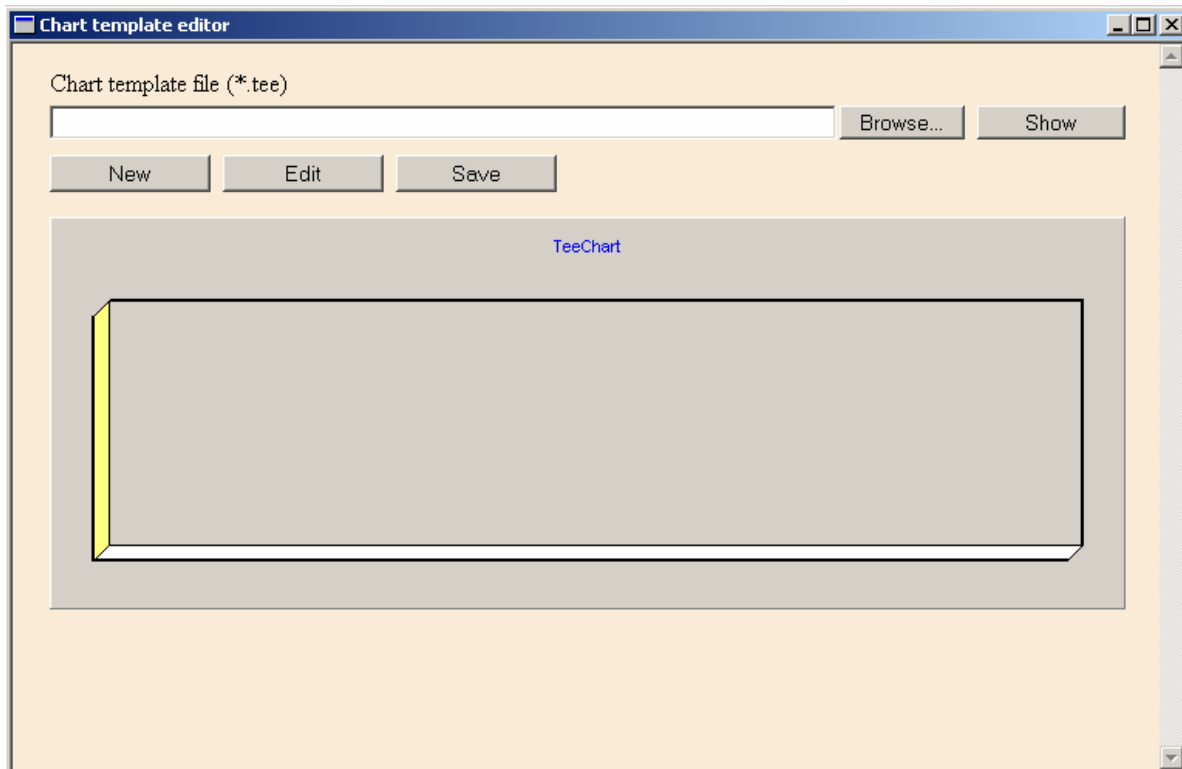 Chart template editor
Chart template file (*.tee)
Browse... Show
New Edit Save
TeeChart